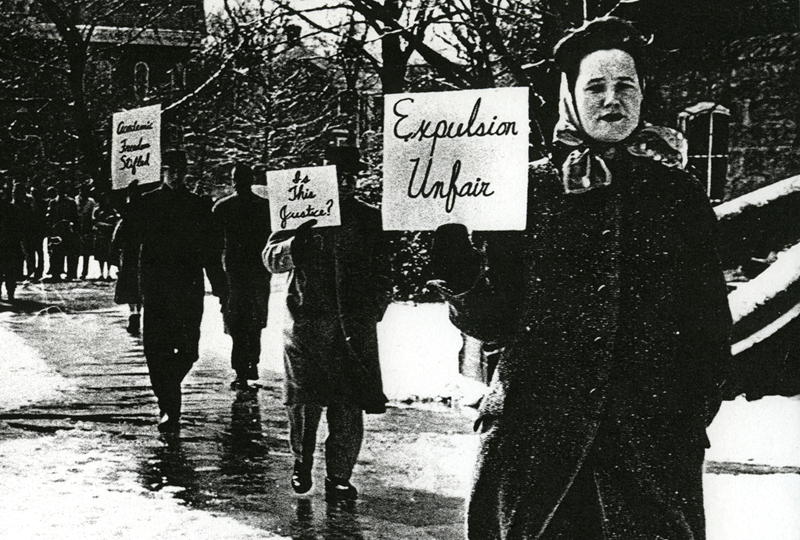 Academic
Freedom
Stifled
Is
This
Justice?
Expulsion
Unfair